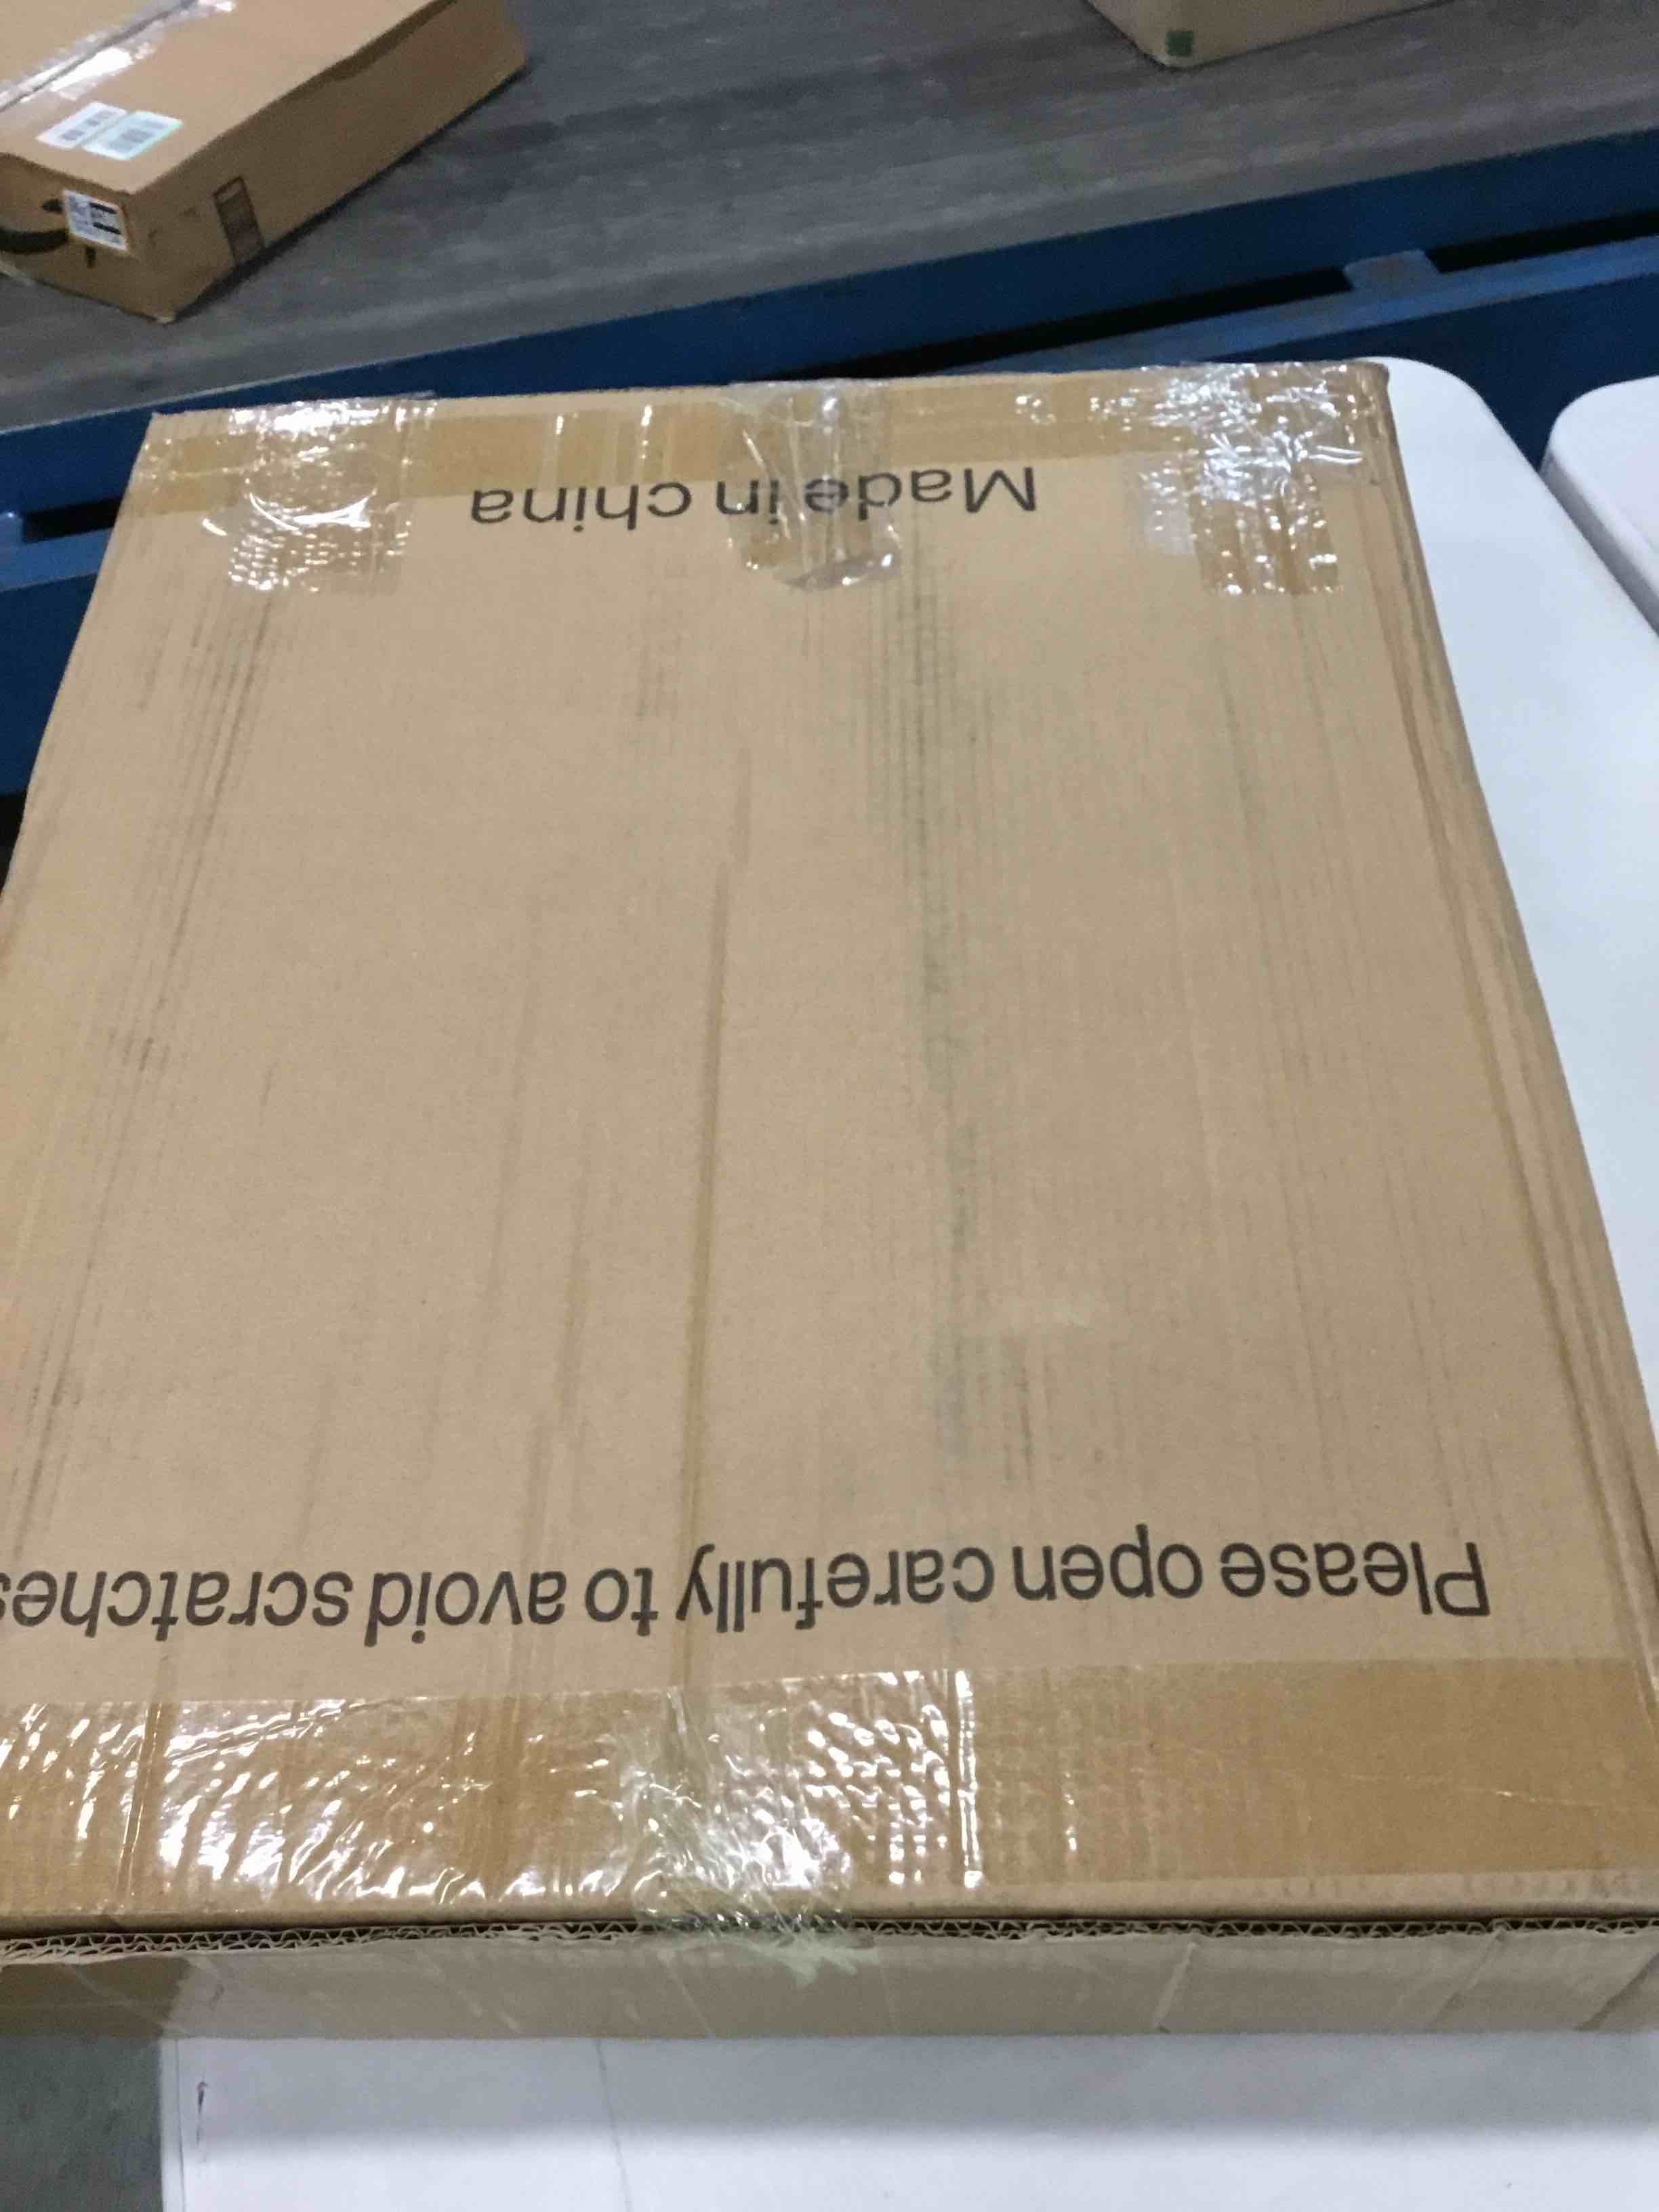 Please open carefully to avoid scratches
Made in china